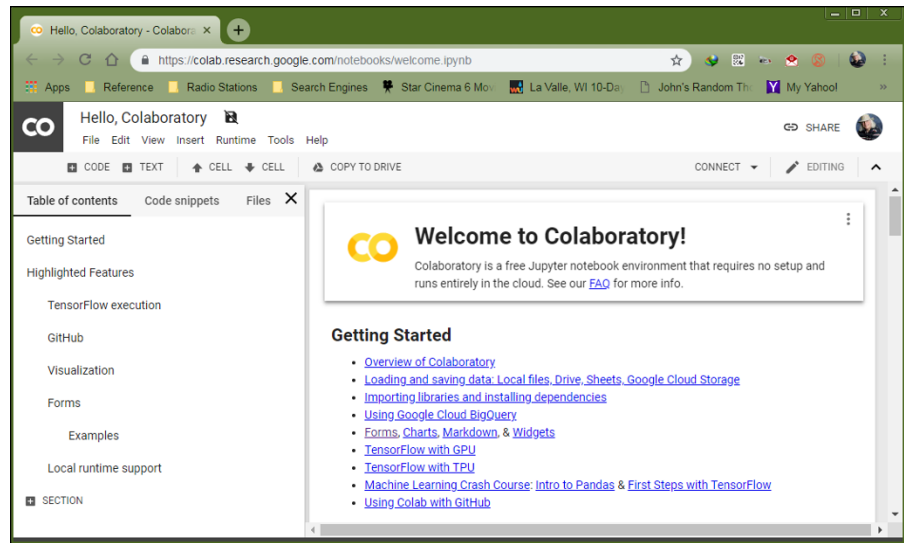 Hello, Colaboratory - Colabora
https://colab.research.google.com/notebooks/welcome.ipynb
Apps Reference Radio Stations Search Engines Star Cinema 6 Mov La Valle, WI 10-Day John's Random Tho My Yahoo! »
CO Hello, Colaboratory
SHARE
File Edit View Insert Runtime Tools Help
CODE TEXT CELL CELL COPY TO DRIVE CONNECT EDITING
Table of contents Code snippets Files
Getting Started
Highlighted Features
TensorFlow execution
GitHub
Visualization
Forms
Examples
Local runtime support
SECTION
CO Welcome to Colaboratory!
Colaboratory is a free Jupyter notebook environment that requires no setup and
runs entirely in the cloud. See our FAQ for more info.
Getting Started
• Overview of Colaboratory
• Loading and saving data: Local files, Drive, Sheets, Google Cloud Storage
• Importing libraries and installing dependencies
• Using Google Cloud BigQuery
• Forms, Charts, Markdown, & Widgets
• TensorFlow with GPU
• TensorFlow with TPU
• Machine Learning Crash Course: Intro to Pandas & First Steps with TensorFlow
• Using Colab with GitHub